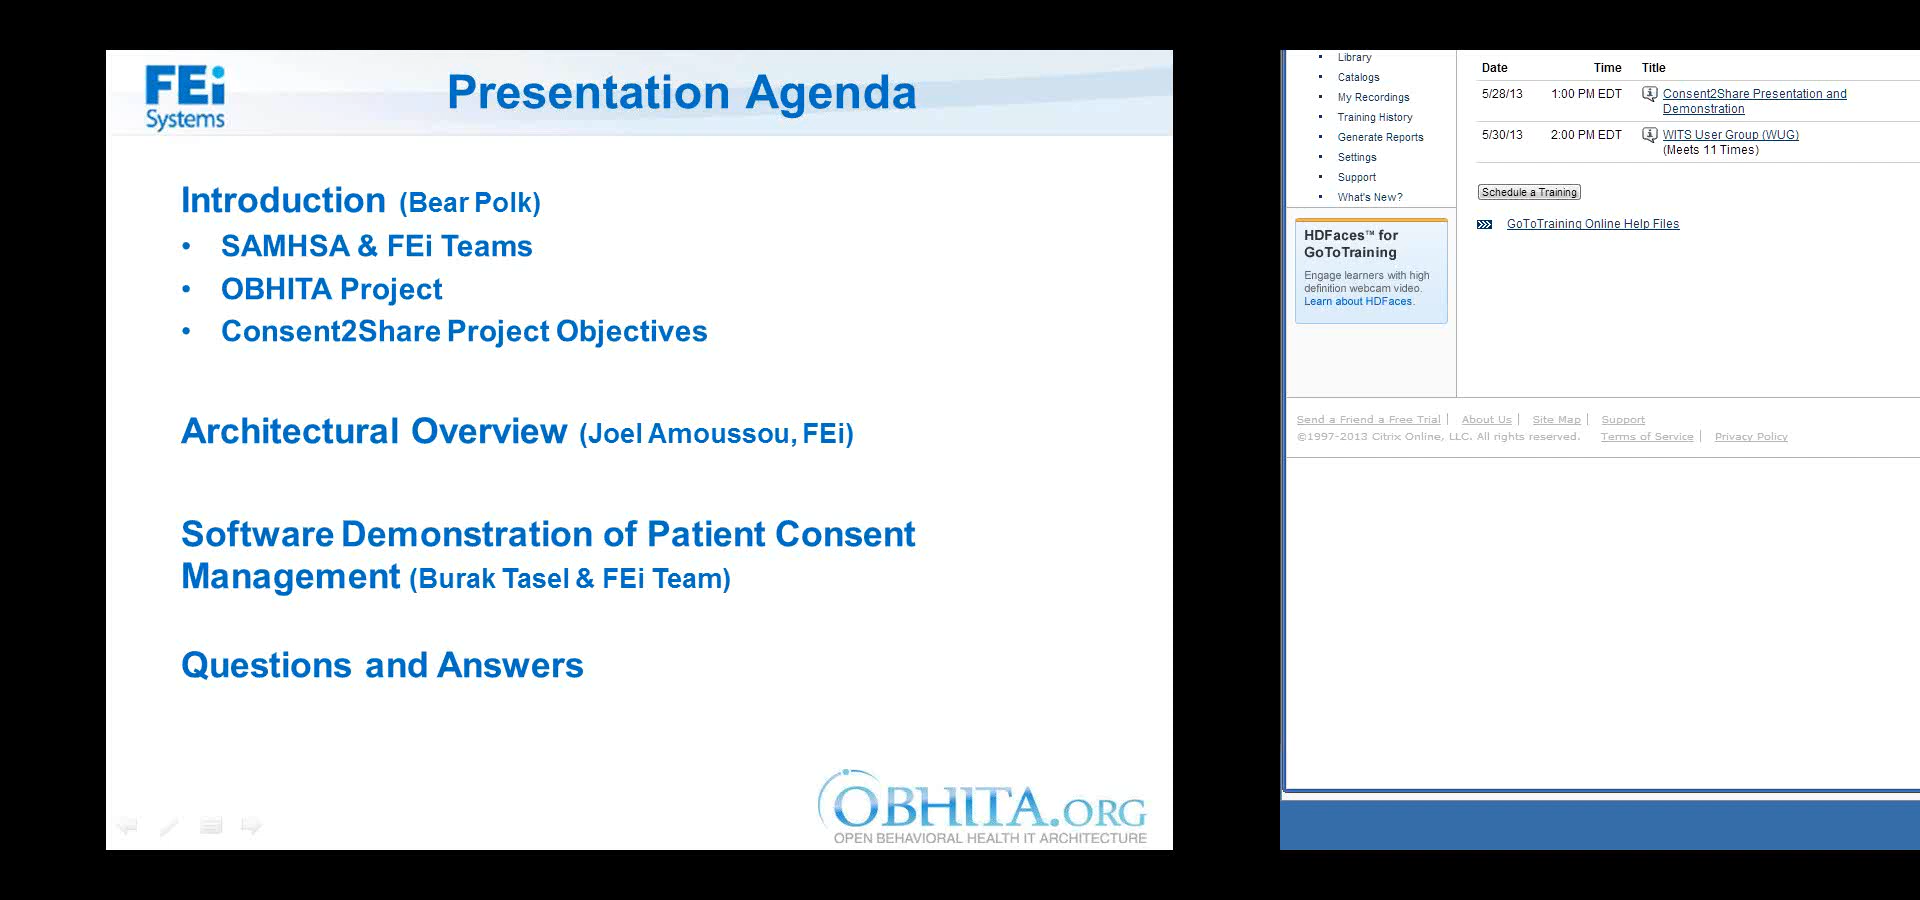 FEi
Systems
Presentation Agenda
Introduction (Bear Polk)
• SAMHSA & FEi Teams
• OBHITA Project
• Consent2Share Project Objectives
Architectural Overview (Joel Amoussou, FEi)
Software Demonstration of Patient Consent
Management (Burak Tasel & FEi Team)
Questions and Answers
OBHITA.ORG
OPEN BEHAVIORAL HEALTH IT ARCHITECTURE
Library
Catalogs
My Recordings
Training History
Generate Reports
Settings
Support
What's New?
HDFaces™ for
GoToTraining
Engage learners with high
definition webcam video.
Learn about HDFaces.
Date Time Title
5/28/13 1:00 PM EDT Consent2Share Presentation and
Demonstration
5/30/13 2:00 PM EDT WITS User Group (WUG)
(Meets 11 Times)
Schedule a Training
GoToTraining Online Help Files
Send a Friend a Free Trial | About Us | Site Map | Support
©1997-2013 Citrix Online, LLC. All rights reserved. Terms of Service | Privacy Policy